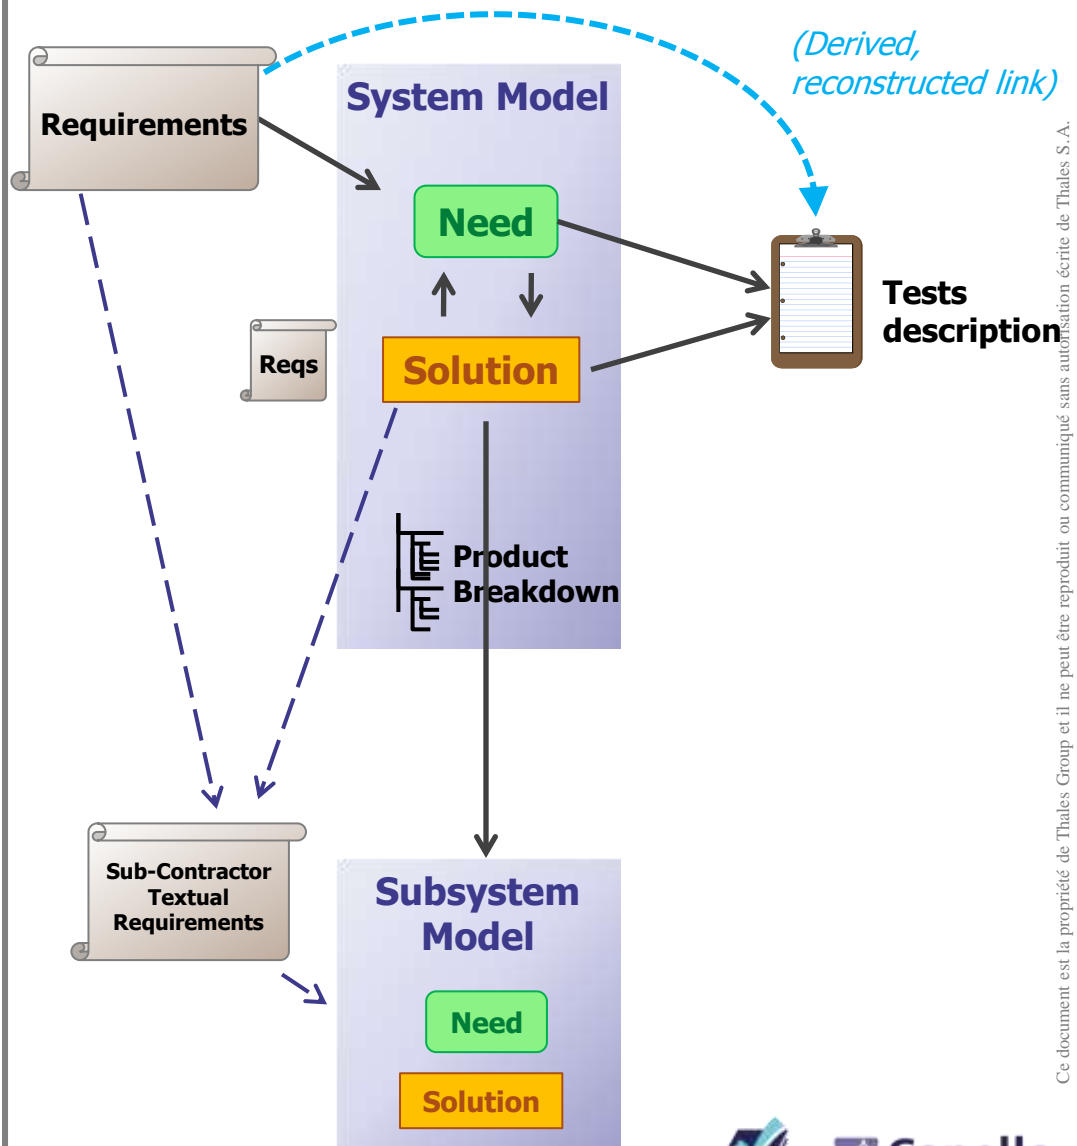 (Derived,
reconstructed link)
System Model
Requirements
Need
Tests
description
Reqs
Solution
Product
Breakdown
Sub-Contractor
Textual
Requirements
Subsystem
Model
Need
Solution
Ce document est la propriété de Thales Group et il ne peut être reproduit ou communiqué sans autorisation écrite de Thales S.A.